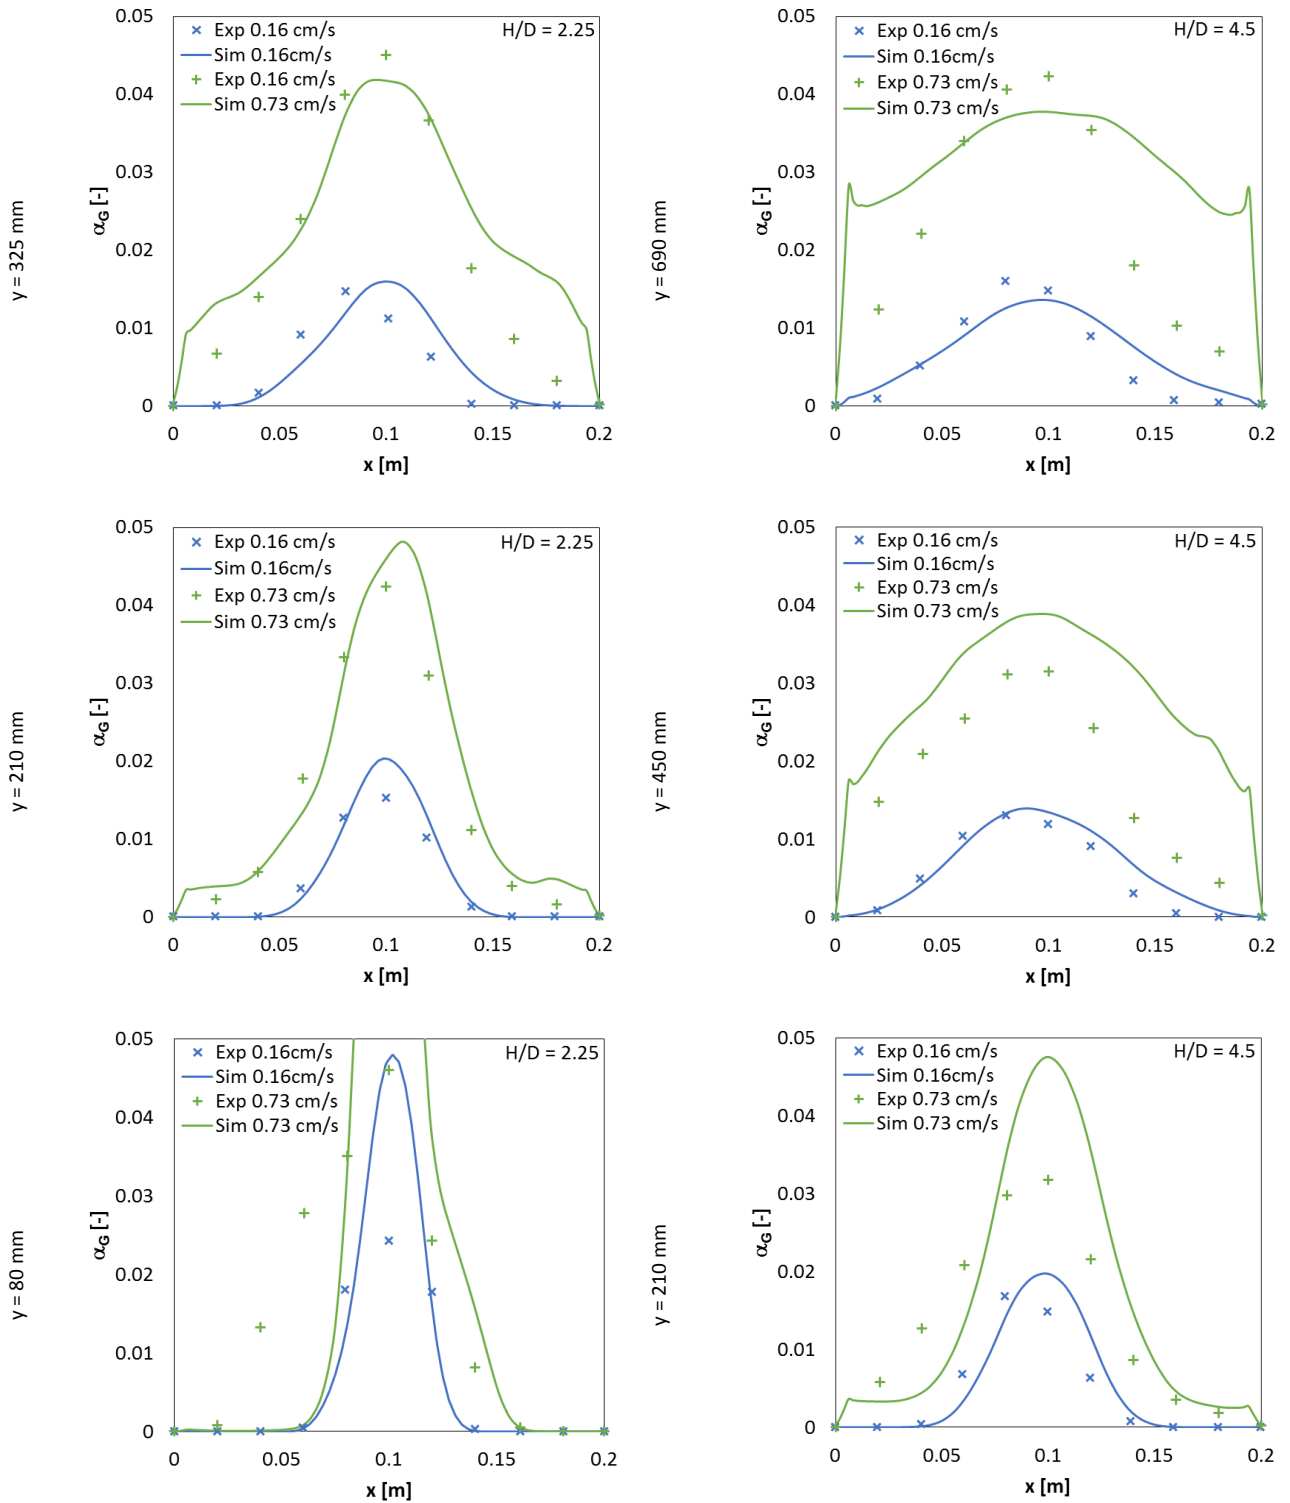 0.05
Exp 0.16 cm/s
H/D = 2.25
Sim 0.16cm/s
Exp 0.16 cm/s
Sim 0.73 cm/s
0.04
0.03
0.02
0.01
0
y = 325 mm
αG [-]
0 0.05 0.1 0.15 0.2
x [m]
0.05
Exp 0.16 cm/s
H/D = 4.5
Sim 0.16cm/s
Exp 0.73 cm/s
Sim 0.73 cm/s
0.04
0.03
0.02
0.01
0
y = 690 mm
αG [-]
0 0.05 0.1 0.15 0.2
x [m]
0.05
Exp 0.16 cm/s
H/D = 2.25
Sim 0.16cm/s
Exp 0.73 cm/s
Sim 0.73 cm/s
0.04
0.03
0.02
0.01
0
y = 210 mm
αG [-]
0 0.05 0.1 0.15 0.2
x [m]
0.05
Exp 0.16 cm/s
H/D = 4.5
Sim 0.16cm/s
Exp 0.73 cm/s
Sim 0.73 cm/s
0.04
0.03
0.02
0.01
0
y = 450 mm
αG [-]
0 0.05 0.1 0.15 0.2
x [m]
0.05
Exp 0.16cm/s
H/D = 2.25
Sim 0.16cm/s
Exp 0.73 cm/s
Sim 0.73 cm/s
0.04
0.03
0.02
0.01
0
y = 80 mm
αG [-]
0 0.05 0.1 0.15 0.2
x [m]
0.05
Exp 0.16 cm/s
H/D = 4.5
Sim 0.16cm/s
Exp 0.73 cm/s
Sim 0.73 cm/s
0.04
0.03
0.02
0.01
0
y = 210 mm
αG [-]
0 0.05 0.1 0.15 0.2
x [m]